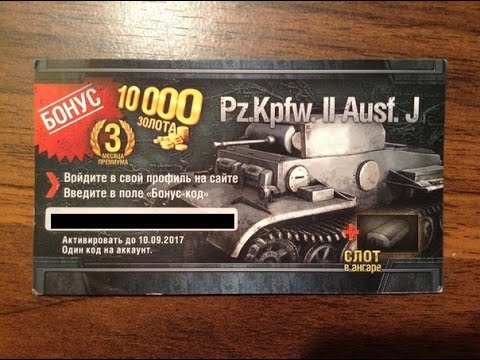 БОНУС
10 000
ЗОЛОТА
Pz.Kpfw. II Ausf. J
3
МЕСЯЦА
ПРЕМИУМА
Войдите в свой профиль на сайте
Введите в поле «Бонус-код»
Активировать до 10.09.2017
Один код на аккаунт.
+
СЛОТ
в ангаре